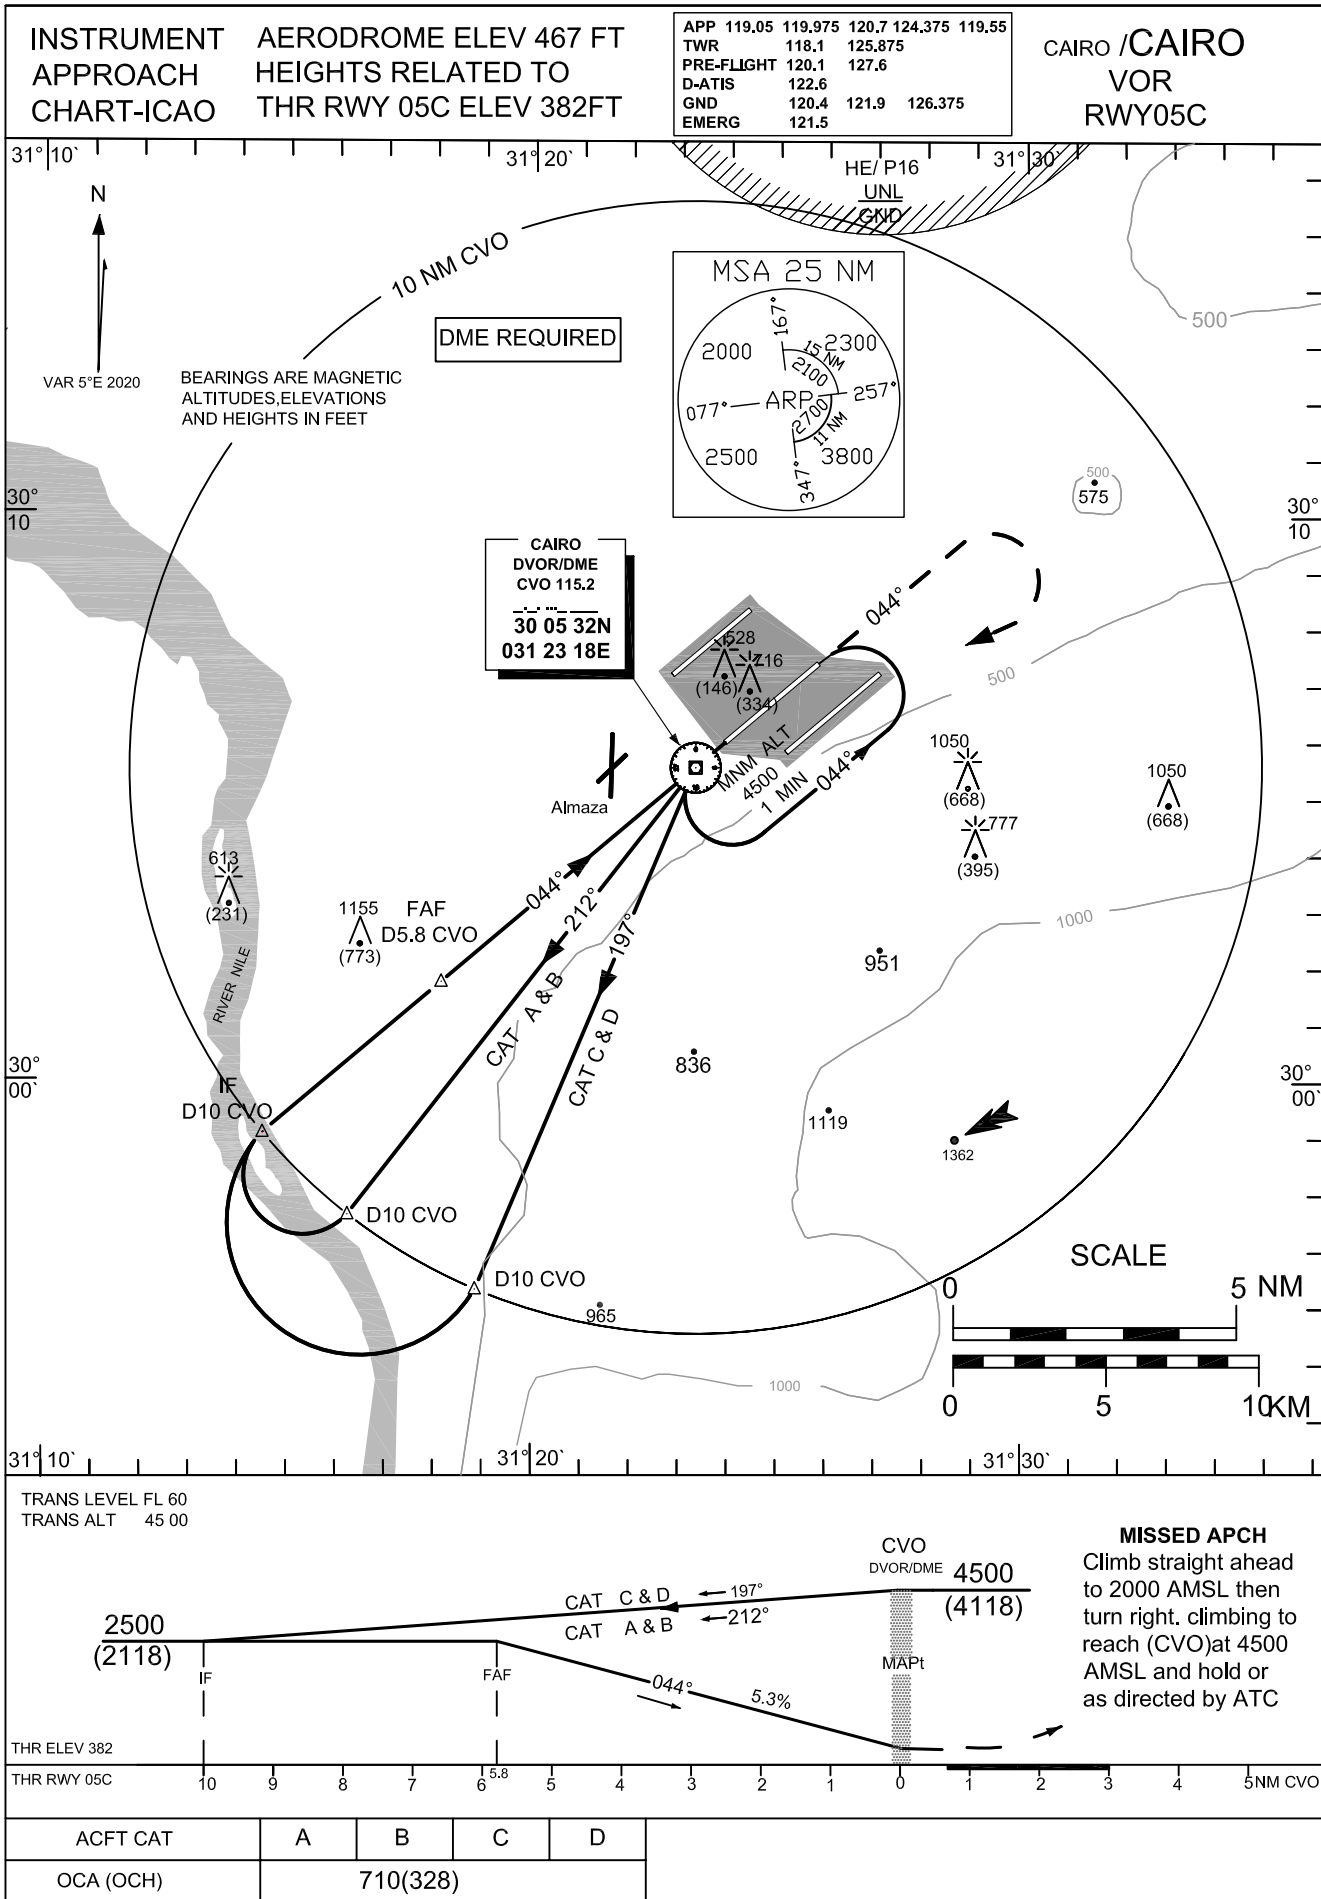 INSTRUMENT
APPROACH
CHART-ICAO
AERODROME ELEV 467 FT
HEIGHTS RELATED TO
THR RWY 05C ELEV 382FT
APP 119.05 119.975 120.7 124.375 119.55
TWR 118.1 125.875
PRE-FLIGHT 120.1 127.6
D-ATIS 122.6
GND 120.4 121.9 126.375
EMERG 121.5
CAIRO /CAIRO
VOR
RWY05C
31°10`
31°20`
31°30`
HE/ P16
UNL
GND
N
VAR 5°E 2020
10 NM CVO
DME REQUIRED
BEARINGS ARE MAGNETIC
ALTITUDES,ELEVATIONS
AND HEIGHTS IN FEET
MSA 25 NM
167°
2000
2300
15 NM
2100
077°
ARP
257°
2700
11 NM
2500
3800
347°
500
500
575
30°
10`
30°
10`
CAIRO
DVOR/DME
CVO 115.2
30 05 32N
031 23 18E
044°
528
716
(146)
(334)
500
MNM ALT
4500
1 MIN
044°
Almaza
1050
(668)
1050
(668)
777
(395)
613
(231)
1155
(773)
FAF
D5.8 CVO
044°
212°
197°
1000
951
RIVER NILE
CAT A & B
CAT C & D
836
30°
00`
30°
00`
IF
D10 CVO
1119
1362
D10 CVO
D10 CVO
965
SCALE
0 5 NM
0 5 10KM
1000
31°10`
31°20`
31°30`
TRANS LEVEL FL 60
TRANS ALT 45 00
MISSED APCH
Climb straight ahead
to 2000 AMSL then
turn right. climbing to
reach (CVO)at 4500
AMSL and hold or
as directed by ATC
CVO
DVOR/DME
4500
(4118)
CAT C & D 197°
CAT A & B 212°
2500
(2118)
IF
FAF
MAPt
044°
5.3%
THR ELEV 382
THR RWY 05C
10 9 8 7 6 5.8 5 4 3 2 1 0 1 2 3 4 5NM CVO
ACFT CAT A B C D
OCA (OCH) 710(328)